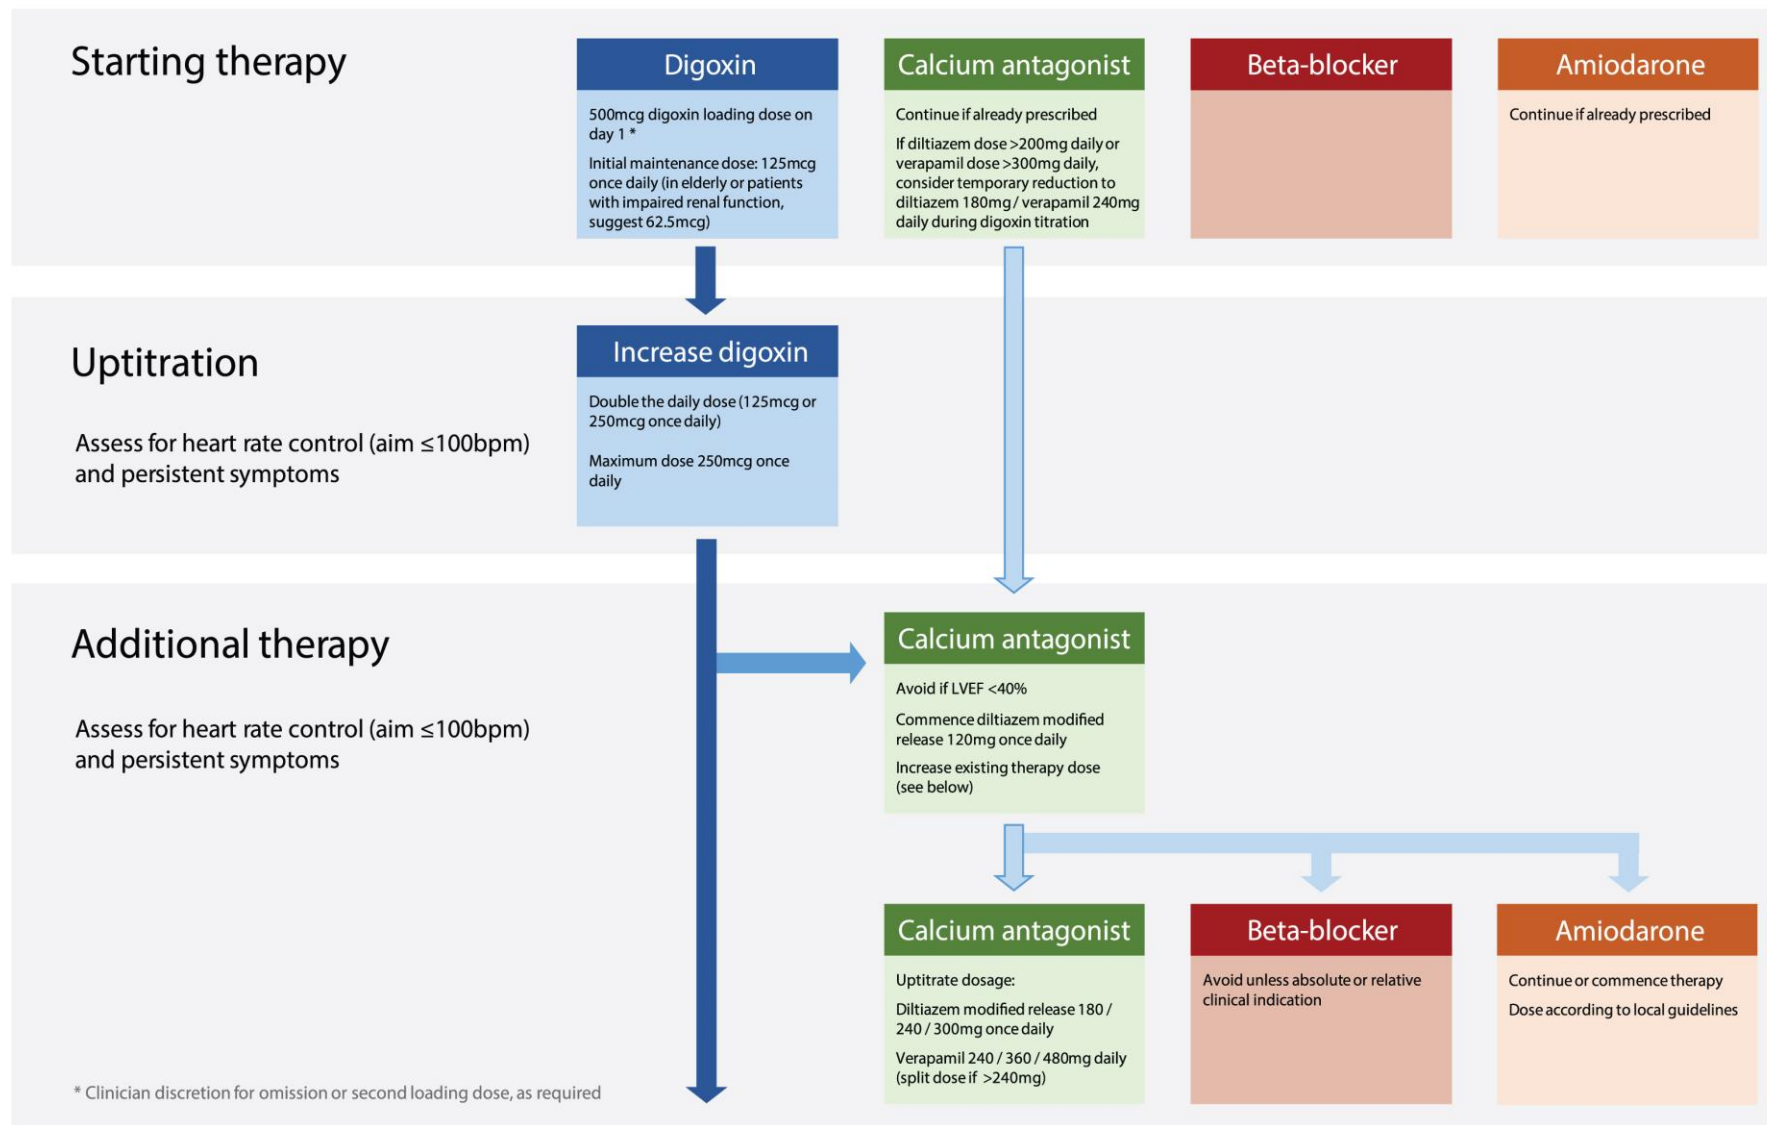 Starting therapy
Digoxin
500mcg digoxin loading dose on
day 1 *
Initial maintenance dose: 125mcg
once daily (in elderly or patients
with impaired renal function,
suggest 62.5mcg)
Calcium antagonist
Continue if already prescribed
If diltiazem dose >200mg daily or
verapamil dose >300mg daily,
consider temporary reduction to
diltiazem 180mg / verapamil 240mg
daily during digoxin titration
Beta-blocker
Amiodarone
Continue if already prescribed
Uptitration
Assess for heart rate control (aim ≤100bpm)
and persistent symptoms
Increase digoxin
Double the daily dose (125mcg or
250mcg once daily)
Maximum dose 250mcg once
daily
Additional therapy
Assess for heart rate control (aim ≤100bpm)
and persistent symptoms
Calcium antagonist
Avoid if LVEF <40%
Commence diltiazem modified
release 120mg once daily
Increase existing therapy dose
(see below)
Calcium antagonist
Uptitrate dosage:
Diltiazem modified release 180 /
240 / 300mg once daily
Verapamil 240 / 360 / 480mg daily
(split dose if >240mg)
Beta-blocker
Avoid unless absolute or relative
clinical indication
Amiodarone
Continue or commence therapy
Dose according to local guidelines
* Clinician discretion for omission or second loading dose, as required